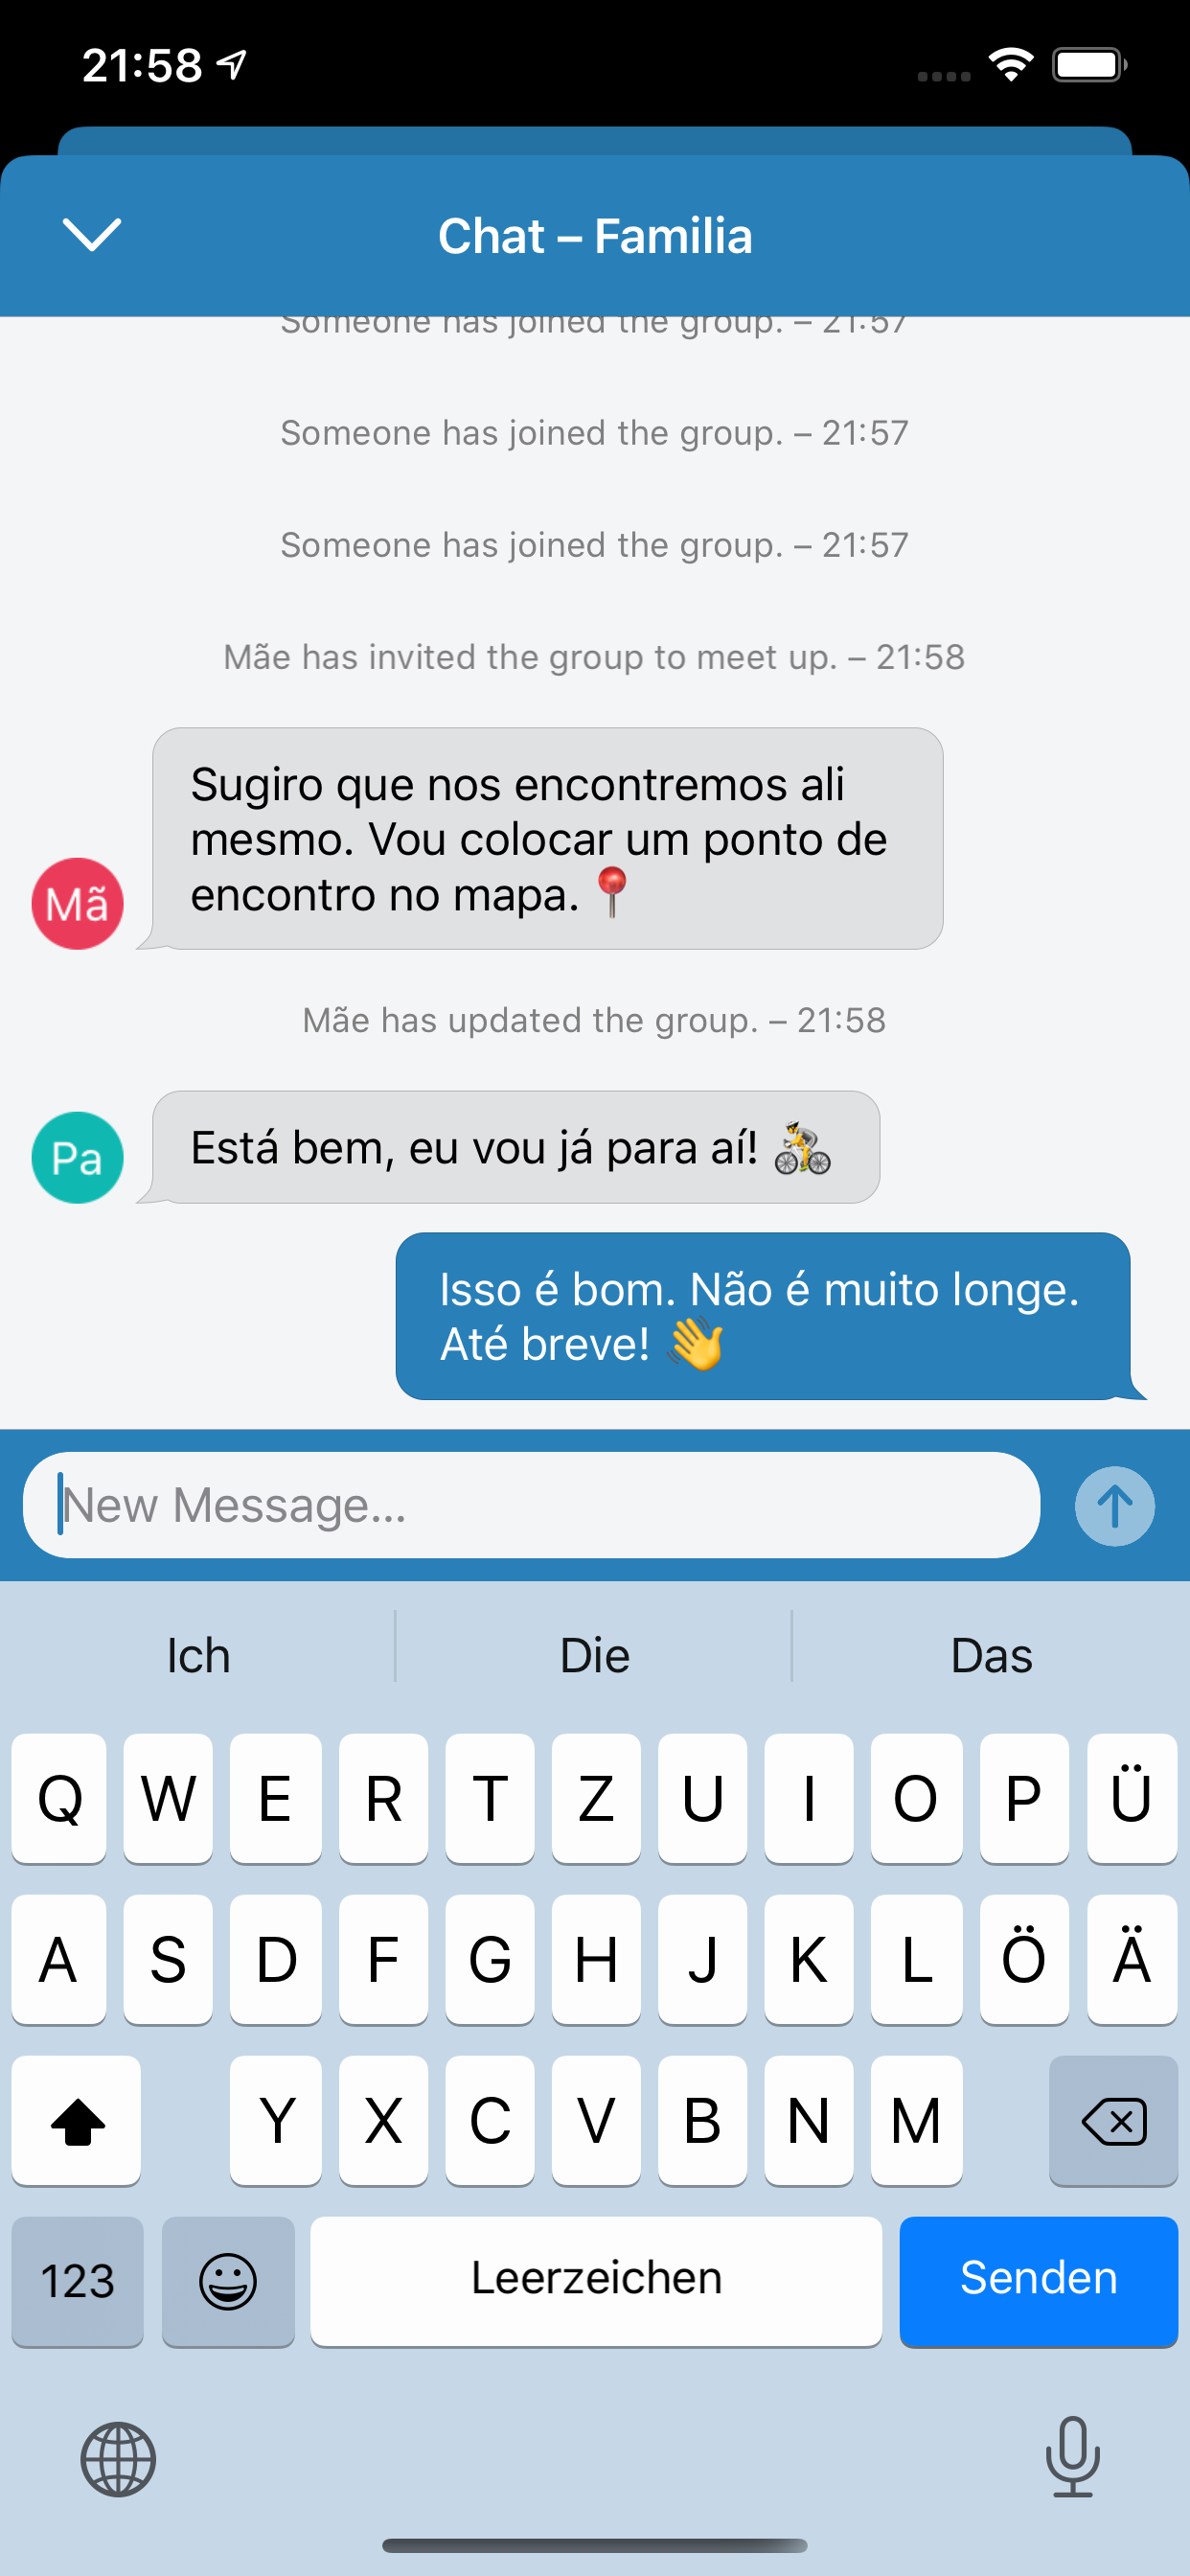 21:58
Chat – Familia
Someone has joined the group. – 21:57
Someone has joined the group. – 21:57
Someone has joined the group. – 21:57
Mãe has invited the group to meet up. – 21:58
Sugiro que nos encontremos ali
mesmo. Vou colocar um ponto de
encontro no mapa. 📍
Mã
Mãe has updated the group. – 21:58
Pa
Está bem, eu vou já para aí! 🚴
Isso é bom. Não é muito longe.
Até breve! 👋
New Message...
Ich Die Das
Q W E R T Z U I O P Ü
A S D F G H J K L Ö Ä
Y X C V B N M
123 Leerzeichen Senden